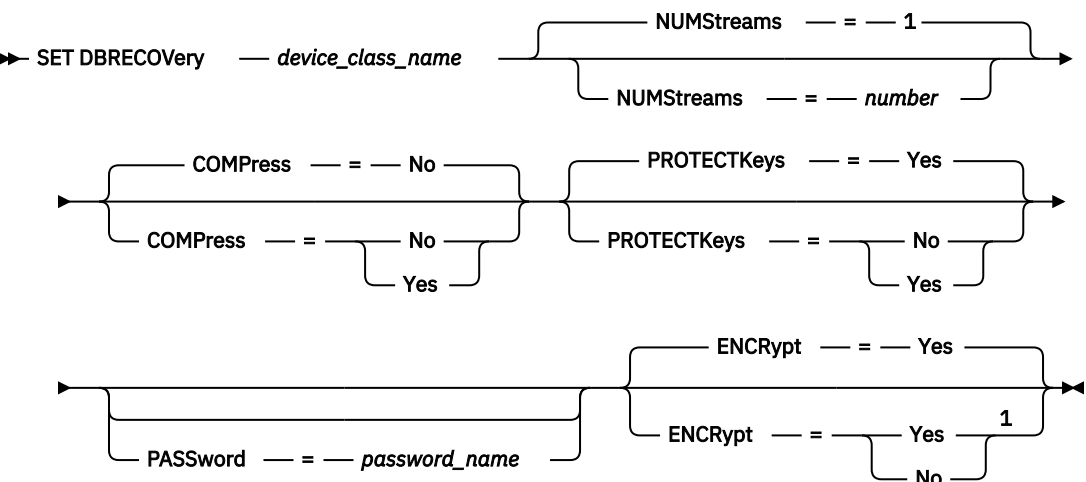 NUMStreams = 1
SET DBRECOVery device_class_name
NUMStreams = number
COMPress = No
PROTECTKeys = Yes
COMPress = No
PROTECTKeys = No
Yes
Yes
ENCRypt = Yes
1
ENCRypt = Yes
PASSword = password_name
No